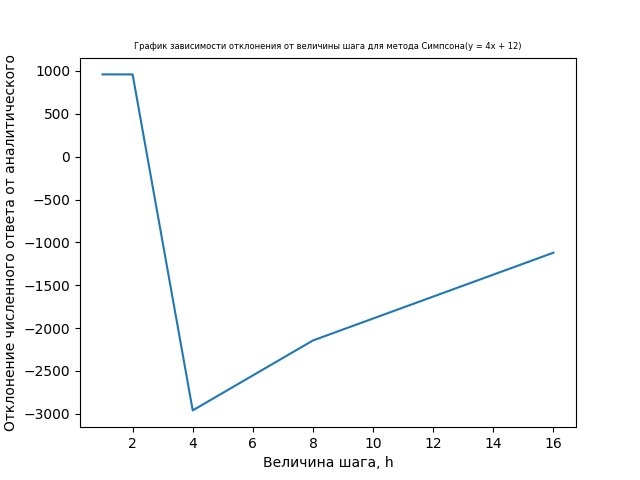 График зависимости отклонения от величины шага для метода Симпсона(y = 4x + 12)
Отклонение численного ответа от аналитического
1000
500
0
−500
−1000
−1500
−2000
−2500
−3000
2 4 6 8 10 12 14 16
Величина шага, h